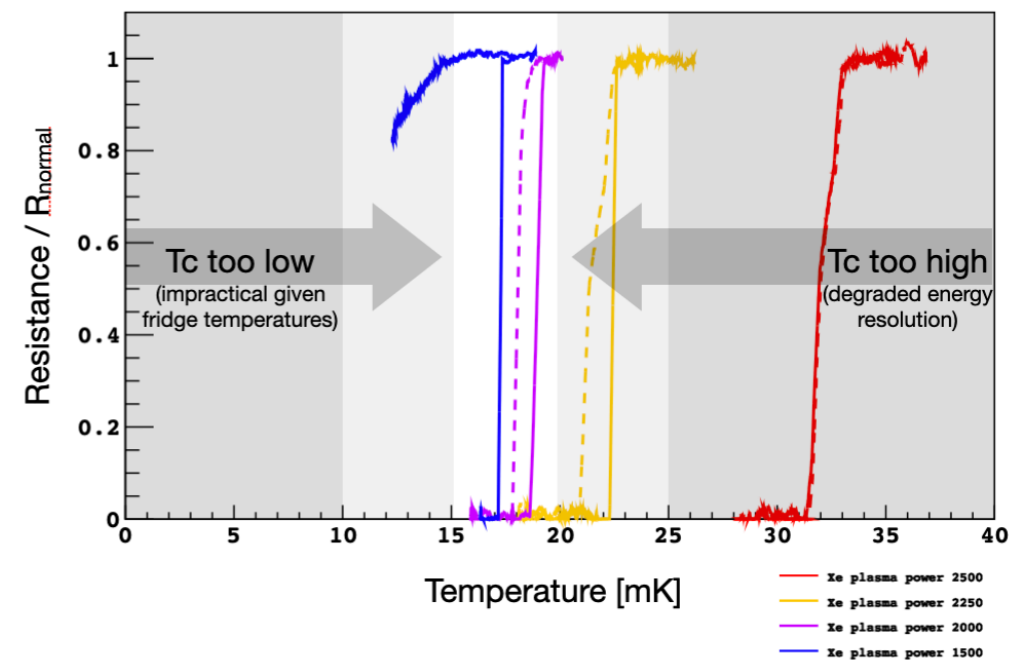 Resistance / Rnormal
1
0.8
0.6
0.4
0.2
0
Tc too low
(impractical given
fridge temperatures)
Tc too high
(degraded energy
resolution)
0 5 10 15 20 25 30 35 40
Temperature [mK]
Xe plasma power 2500
Xe plasma power 2250
Xe plasma power 2000
Xe plasma power 1500